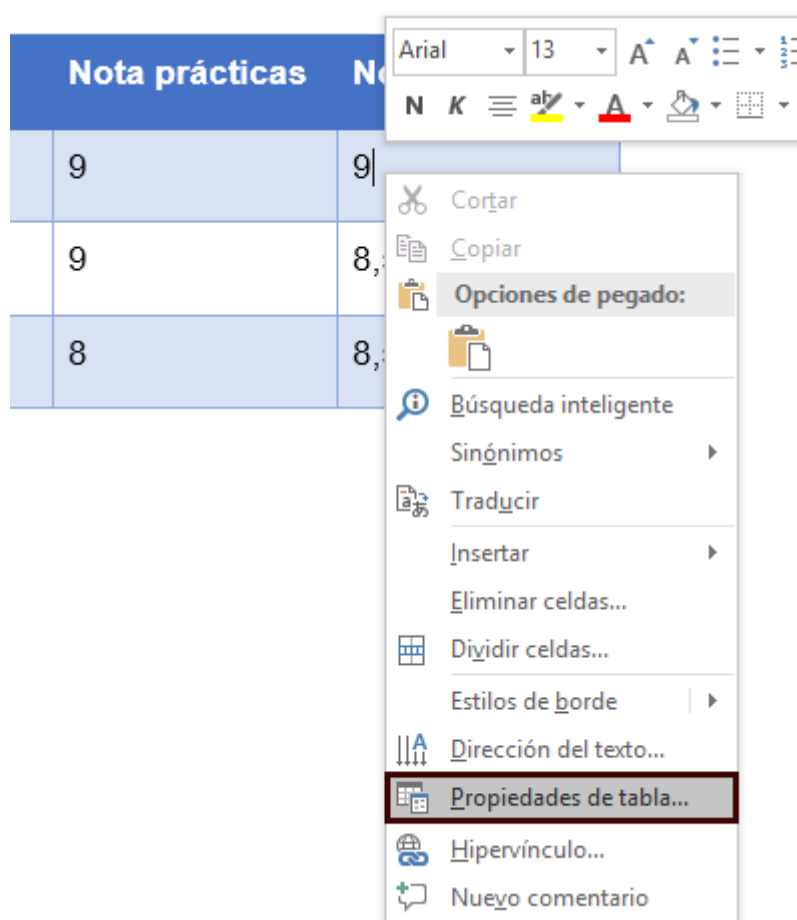 Arial 13
N K
Nota prácticas
9 9
9 8,
8 8,
Cortar
Copiar
Opciones de pegado:
Búsqueda inteligente
Sinónimos
Traducir
Insertar
Eliminar celdas...
Dividir celdas...
Estilos de borde
Dirección del texto...
Propiedades de tabla...
Hipervínculo...
Nuevo comentario